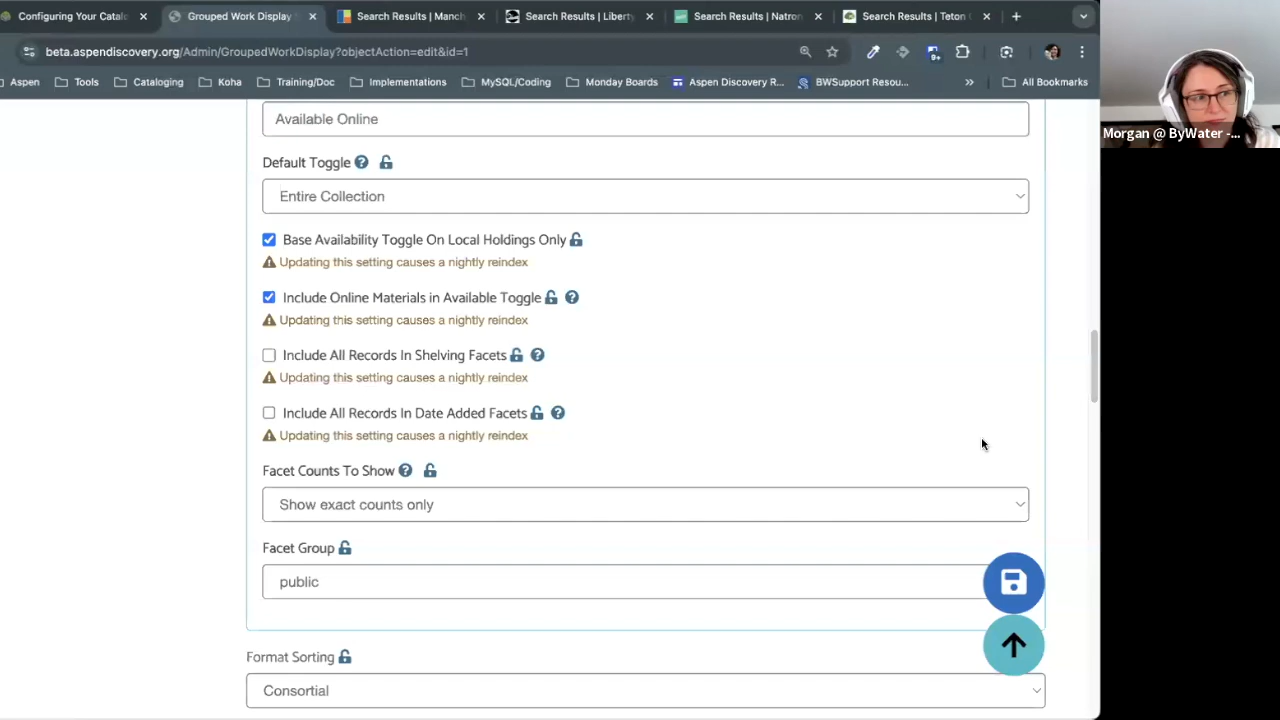 Configuring Your Catalo
Grouped Work Display
Search Results | Manch
Search Results | Liberty
Search Results | Natron
Search Results | Teton
beta.aspendiscovery.org/Admin/GroupedWorkDisplay?objectAction=edit&id=1
9+
Aspen
Tools
Cataloging
Koha
Training/Doc
Implementations
MySQL/Coding
Monday Boards
Aspen Discovery R...
BWSupport Resou...
»
All Bookmarks
Morgan @ ByWater -...
Available Online
Default Toggle
Entire Collection
Base Availability Toggle On Local Holdings Only
Updating this setting causes a nightly reindex
Include Online Materials in Available Toggle
Updating this setting causes a nightly reindex
Include All Records In Shelving Facets
Updating this setting causes a nightly reindex
Include All Records In Date Added Facets
Updating this setting causes a nightly reindex
Facet Counts To Show
Show exact counts only
Facet Group
public
Format Sorting
Consortial